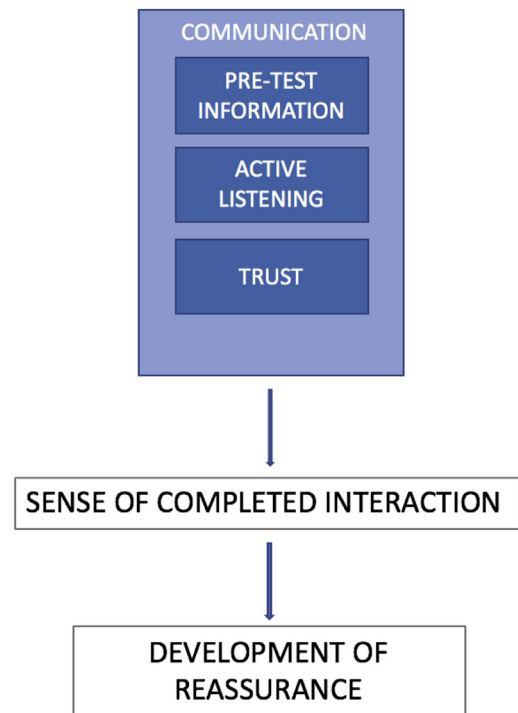 COMMUNICATION
PRE-TEST
INFORMATION
ACTIVE
LISTENING
TRUST
SENSE OF COMPLETED INTERACTION
DEVELOPMENT OF
REASSURANCE